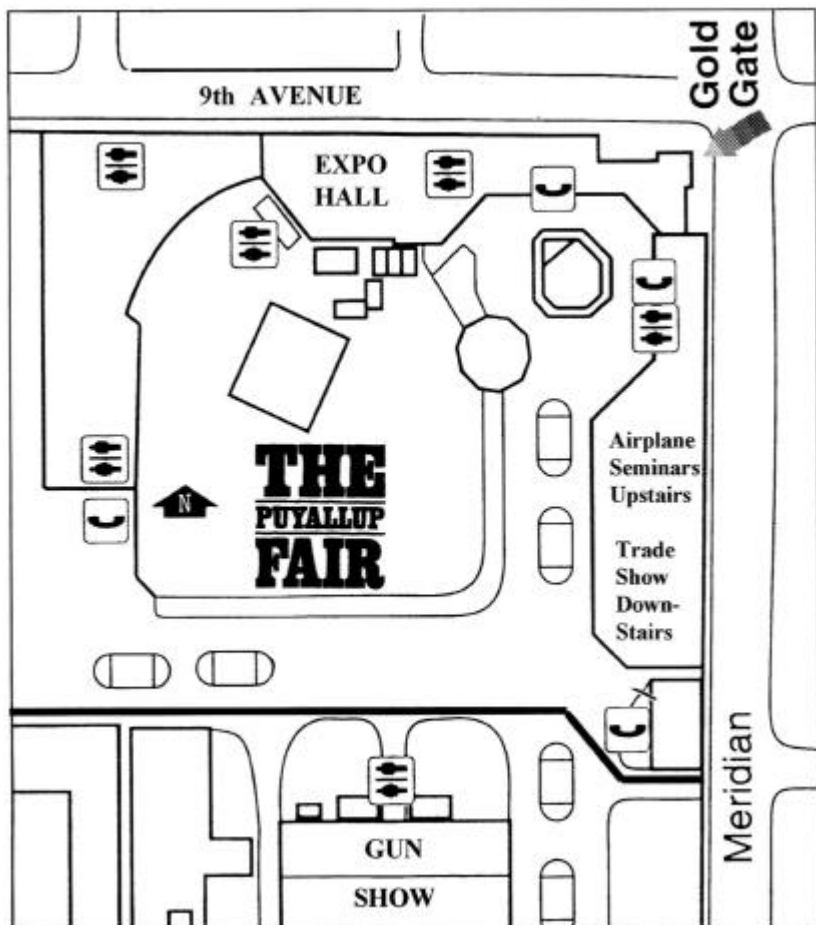 Gold
Gate
9th AVENUE
EXPO
HALL
Airplane
Seminars
Upstairs
THE
PUYALLUP
FAIR
N
Trade
Show
Down-
Stairs
Meridian
GUN
SHOW